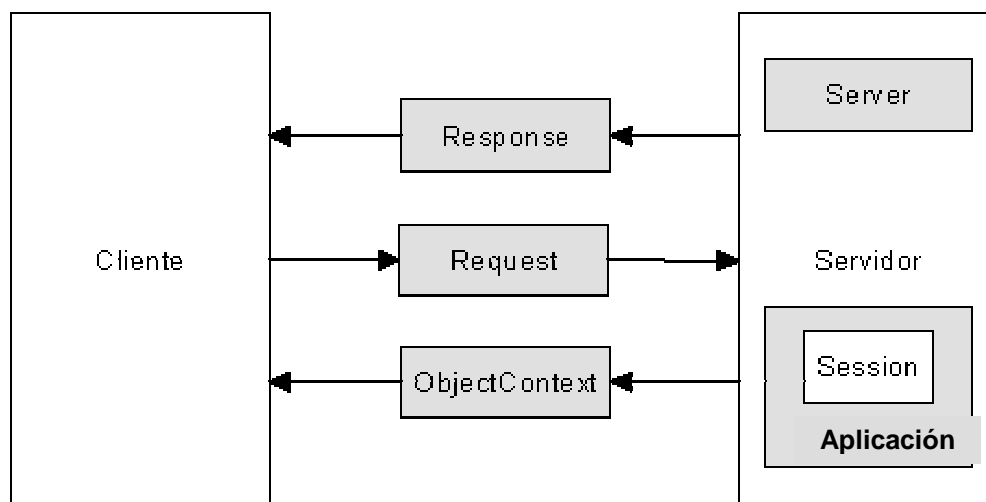 Server
Response
Cliente
Request
Servidor
ObjectContext
Session
Aplicación